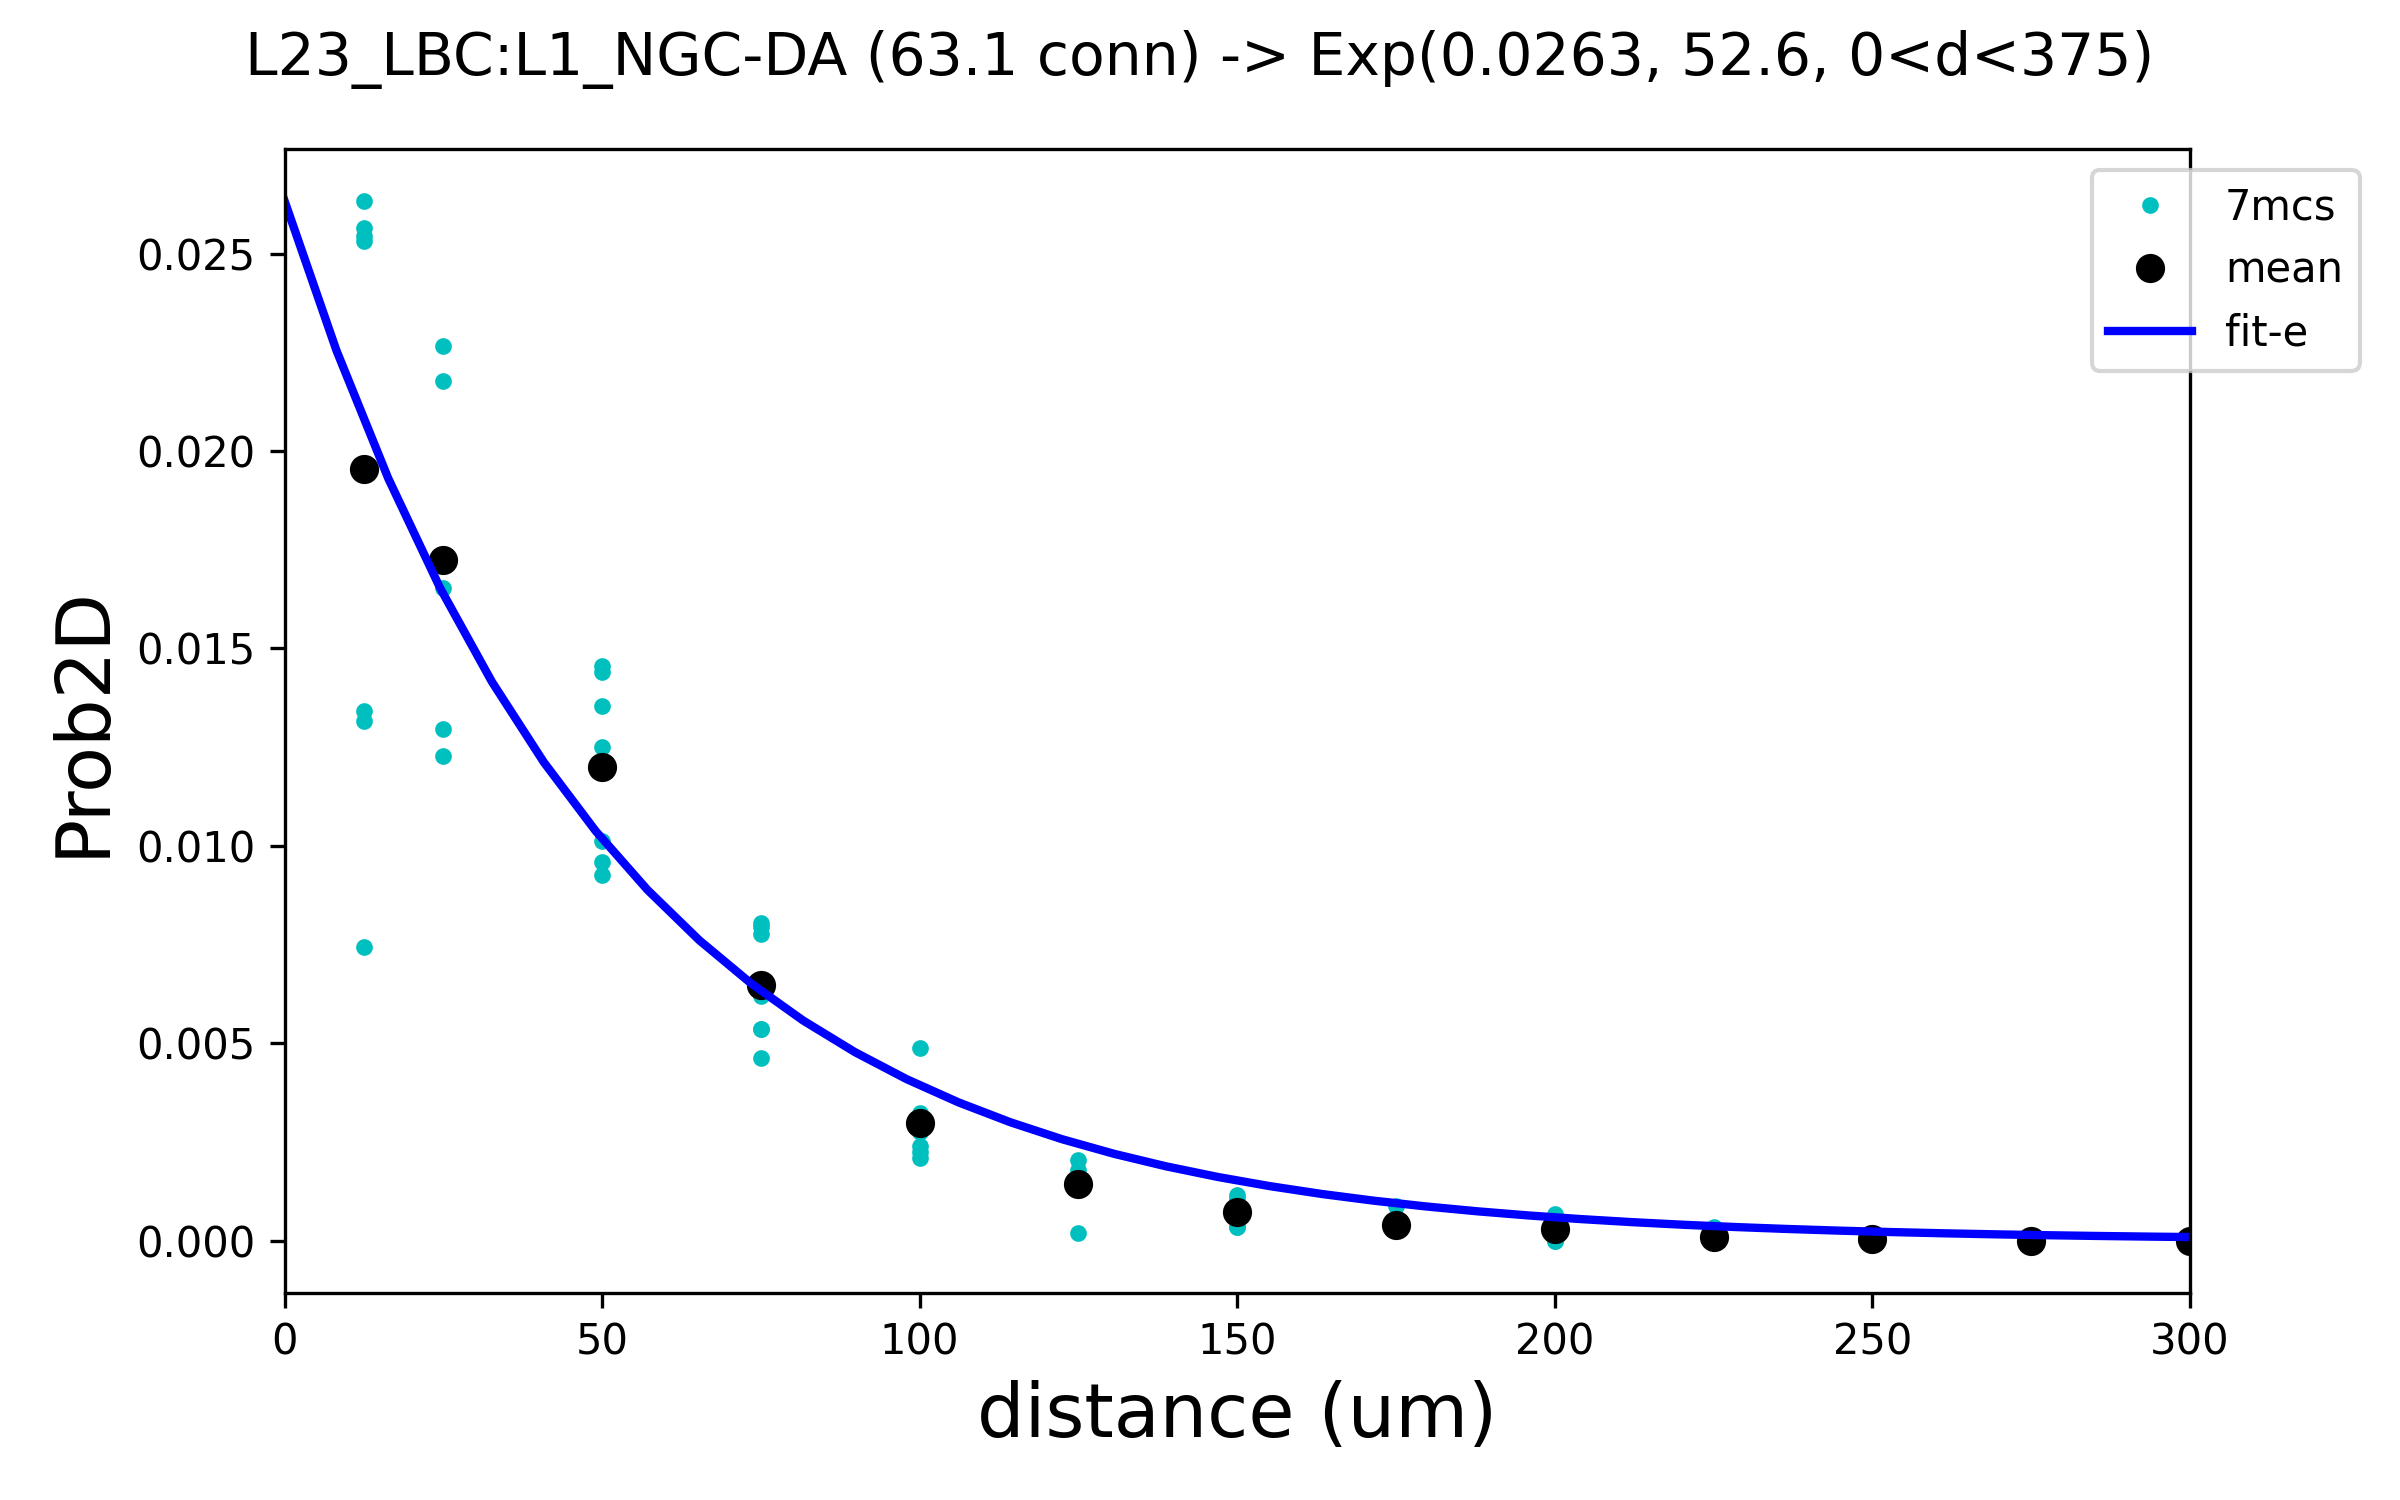 L23_LBC:L1_NGC-DA (63.1 conn) -> Exp(0.0263, 52.6, 0<d<375)
7mcs
mean
fit-e
Prob2D
0.025
0.020
0.015
0.010
0.005
0.000
0 50 100 150 200 250 300
distance (um)